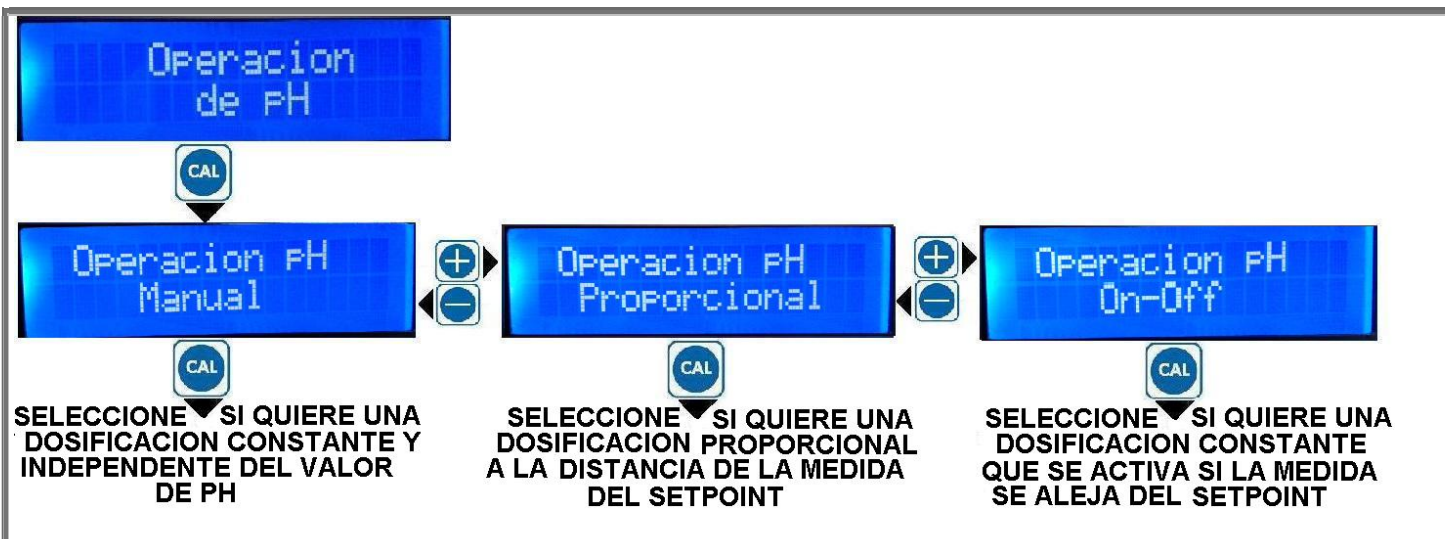 Operacion
de pH
CAL
Operacion pH
Manual
+
−
Operacion pH
Proporcional
+
−
Operacion pH
On-Off
CAL
SELECCIONE SI QUIERE UNA
DOSIFICACION CONSTANTE Y
INDEPENDENTE DEL VALOR
DE PH
CAL
SELECCIONE SI QUIERE UNA
DOSIFICACION PROPORCIONAL
A LA DISTANCIA DE LA MEDIDA
DEL SETPOINT
CAL
SELECCIONE SI QUIERE UNA
DOSIFICACION CONSTANTE
QUE SE ACTIVA SI LA MEDIDA
SE ALEJA DEL SETPOINT